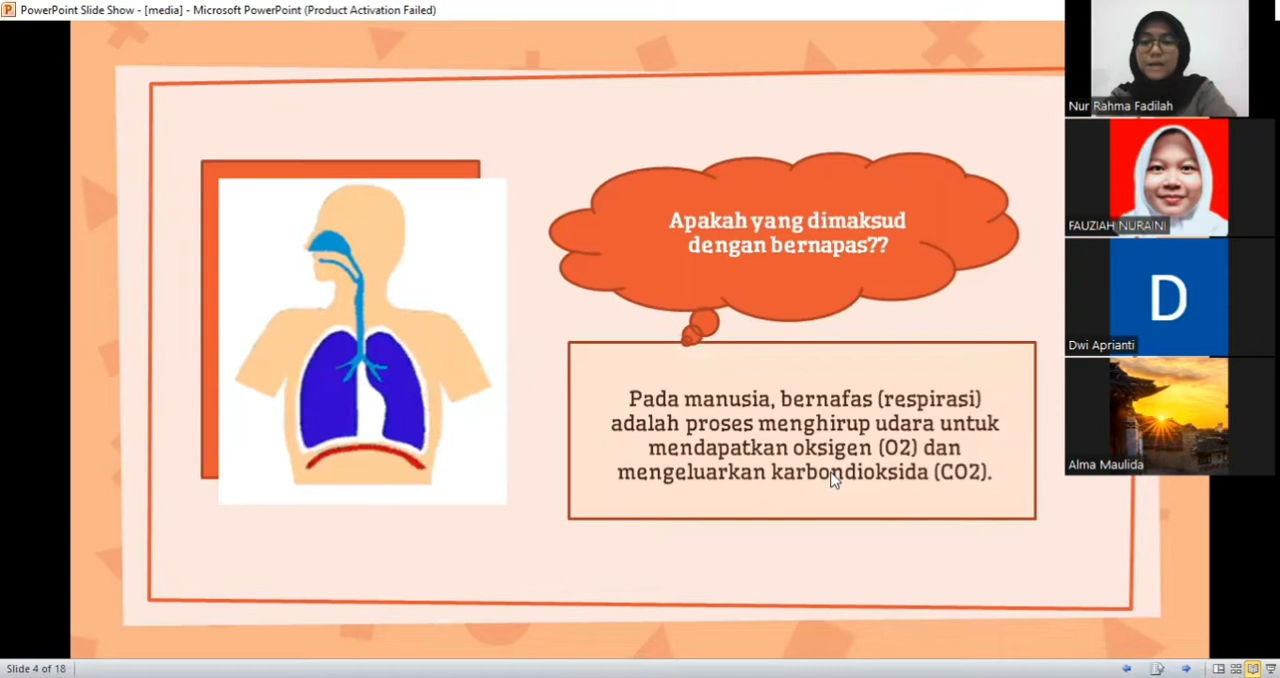 PowerPoint Slide Show - [media] - Microsoft PowerPoint (Product Activation Failed)
Apakah yang dimaksud
dengan bernapas??
Pada manusia, bernafas (respirasi)
adalah proses menghirup udara untuk
mendapatkan oksigen (O2) dan
mengeluarkan karbondioksida (CO2).
Nur Rahma Fadilah
FAUZIAH NURAINI
D
Dwi Aprianti
Alma Maulida
Slide 4 of 18